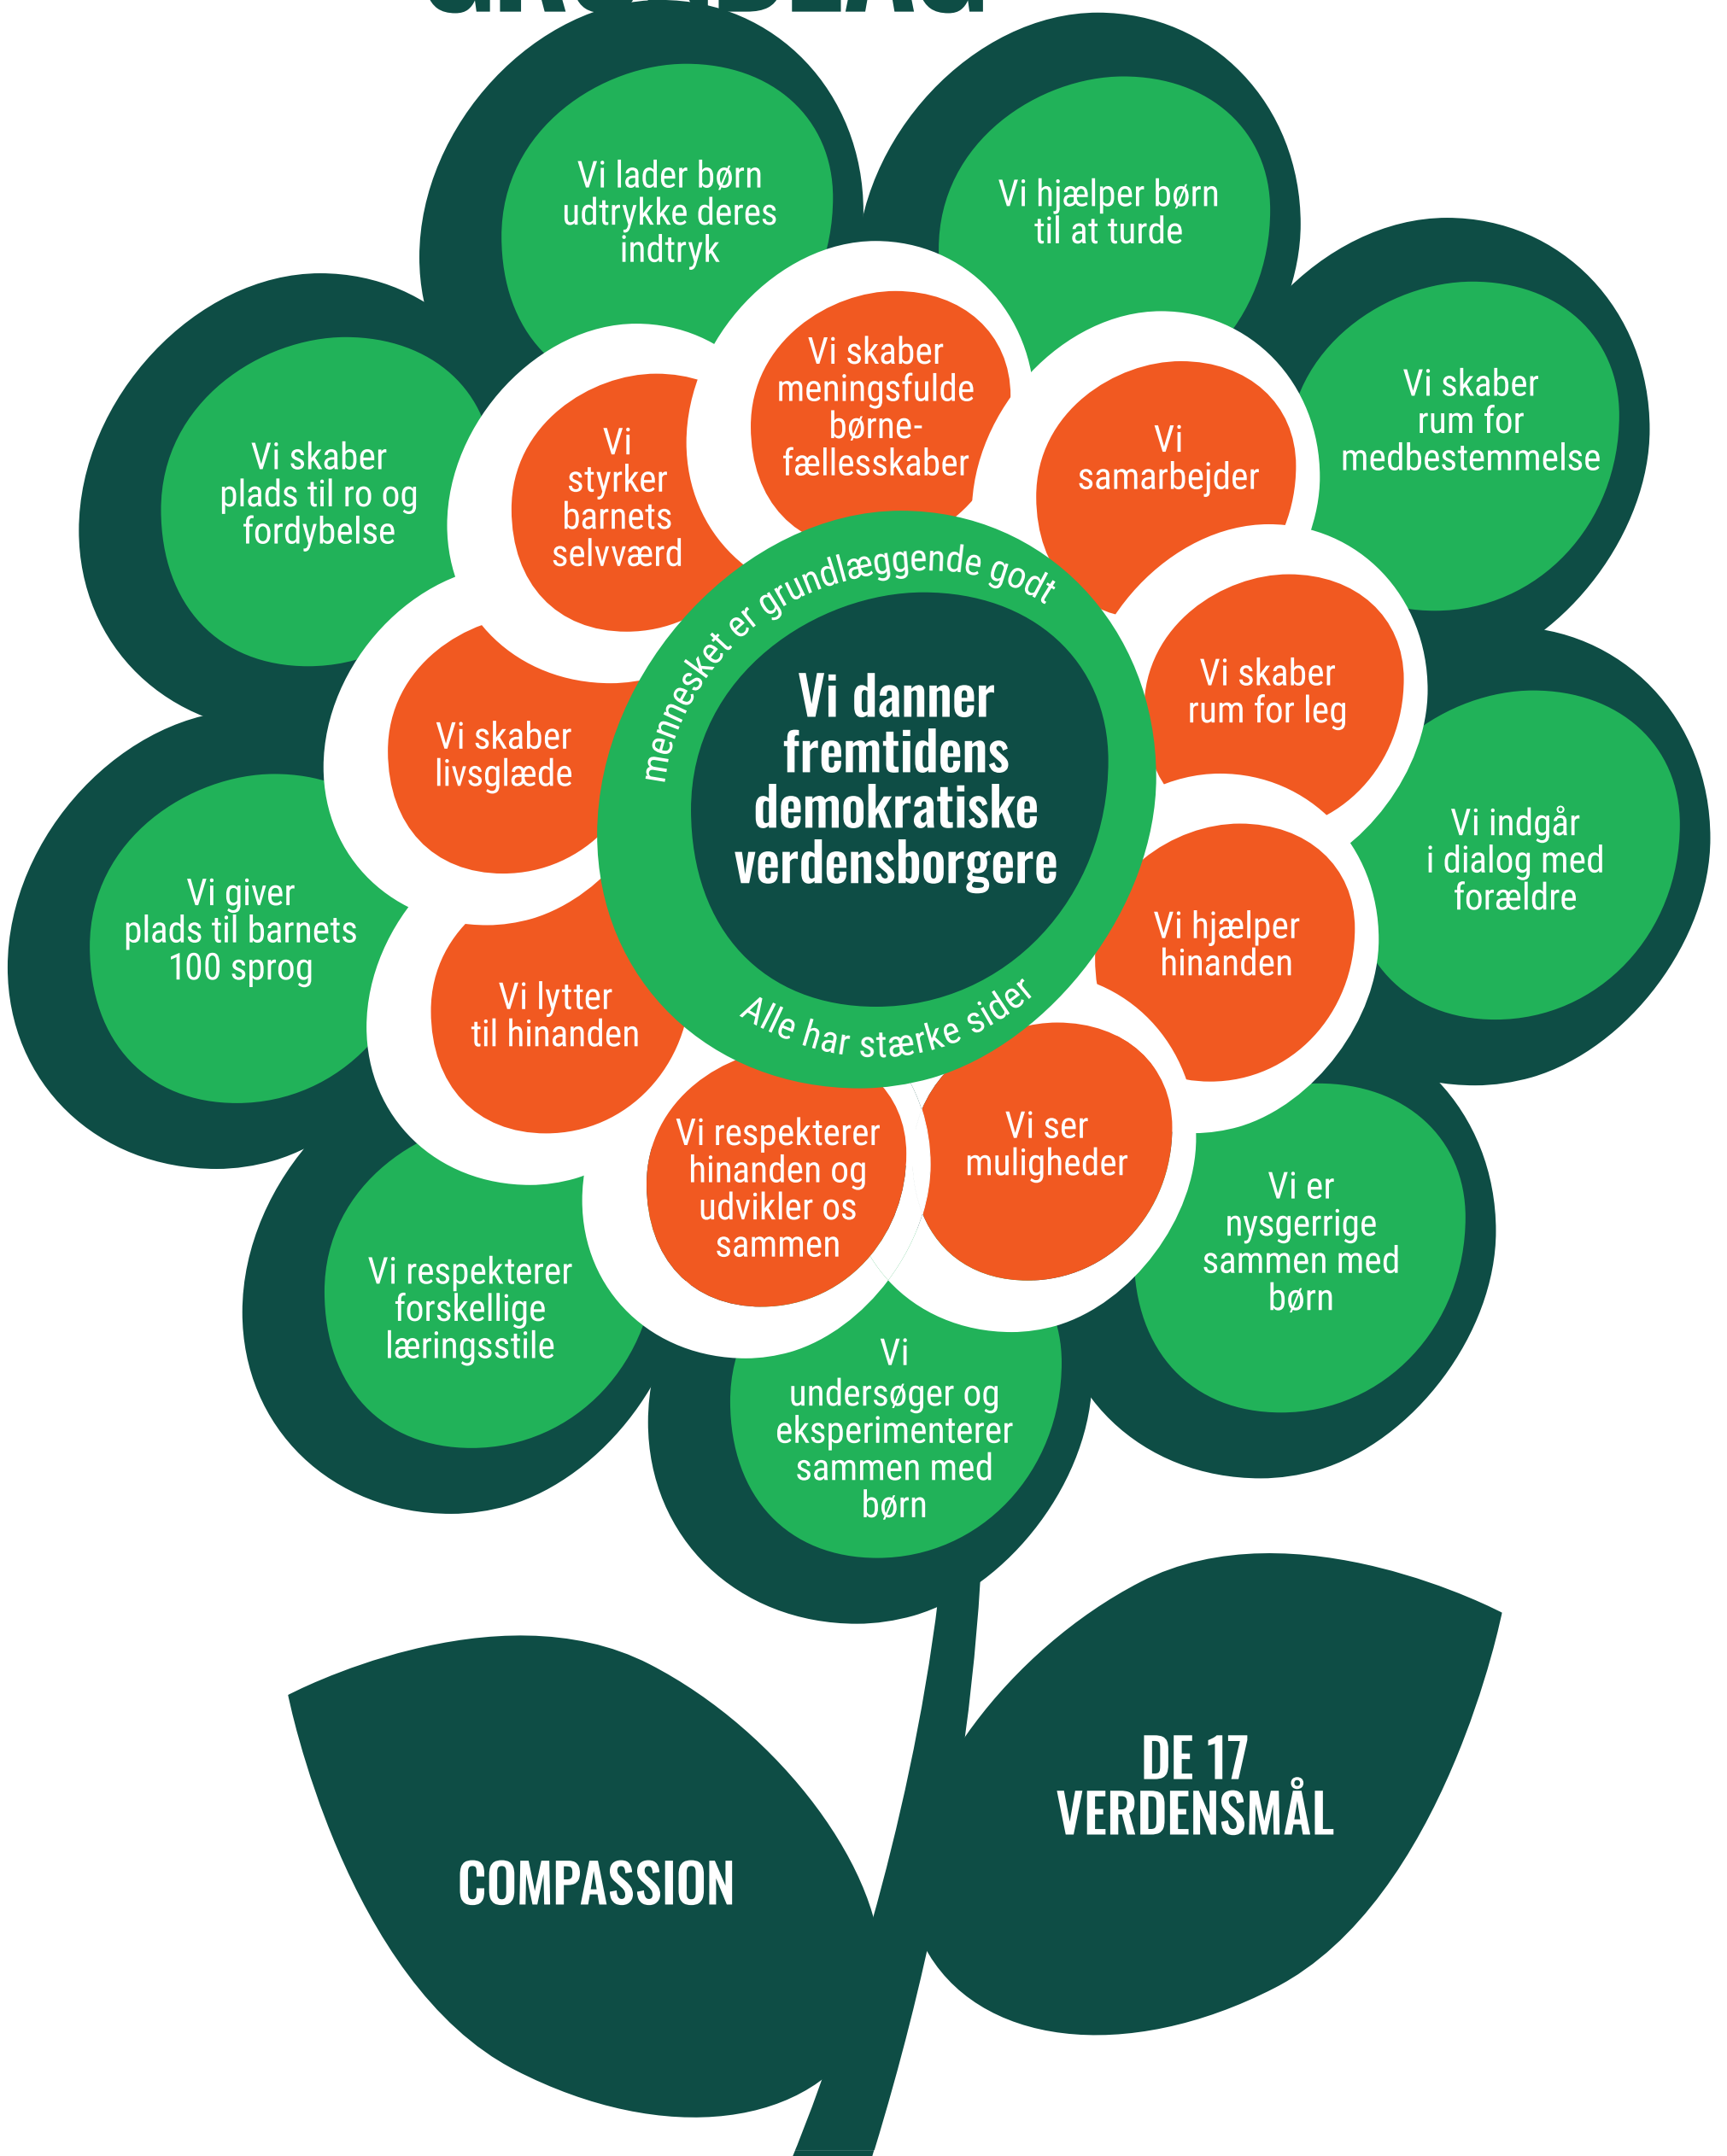 Vi lader børn
udtrykke deres
indtryk
Vi hjælper børn
til at turde
Vi skaber
rum for
medbestemmelse
Vi indgår
i dialog med
forældre
Vi er
nysgerrige
sammen med
børn
Vi
undersøger og
eksperimenterer
sammen med
børn
Vi respekterer
forskellige
læringsstile
Vi giver
plads til barnets
100 sprog
Vi skaber
plads til ro og
fordybelse
Vi skaber
meningsfulde
børne-
fællesskaber
Vi
samarbejder
Vi skaber
rum for leg
Vi hjælper
hinanden
Vi ser
muligheder
Vi respekterer
hinanden og
udvikler os
sammen
Vi lytter
til hinanden
Vi skaber
livsglæde
Vi
styrker
barnets
selvværd
mennesket er grundlæggende godt
Vi danner
fremtidens
demokratiske
verdensborgere
Alle har stærke sider
DE 17
VERDENSMÅL
COMPASSION